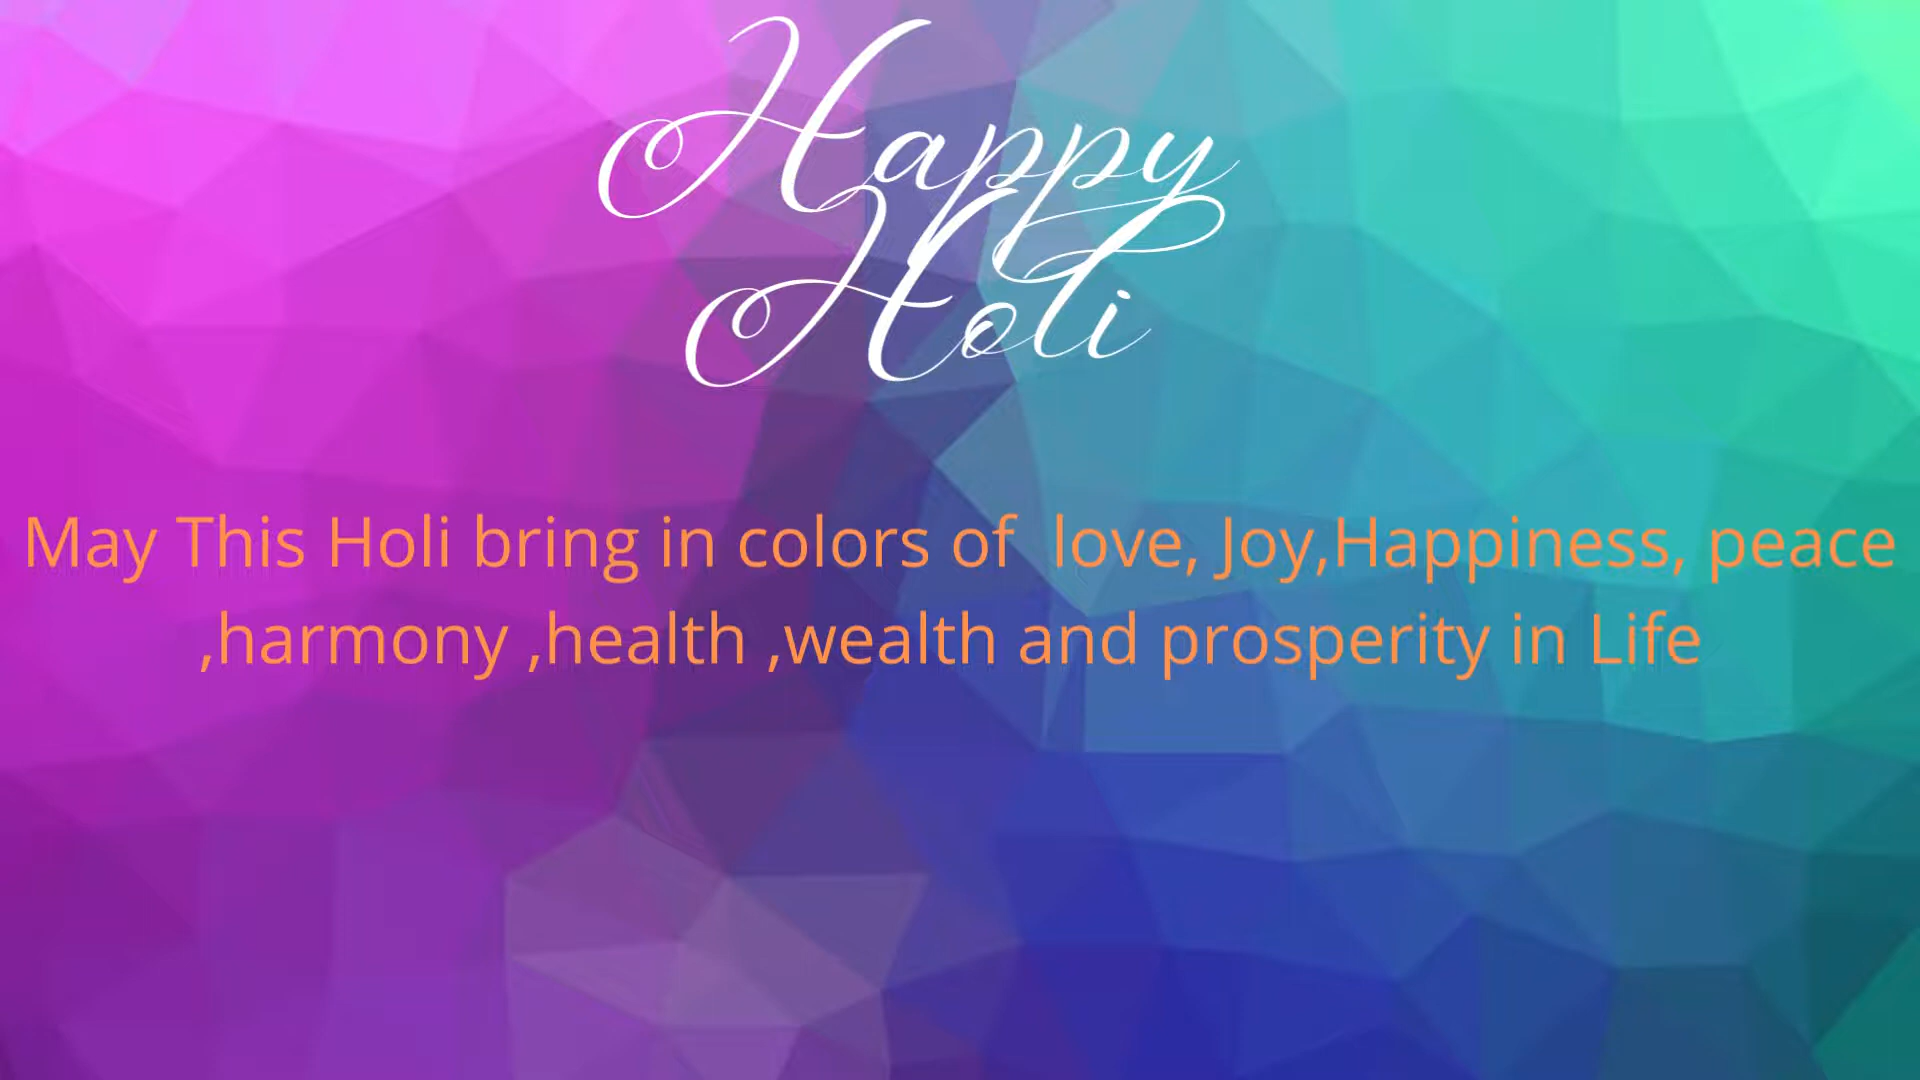 Happy
Holi
May This Holi bring in colors of  love, Joy,Happiness, peace
,harmony ,health ,wealth and prosperity in Life